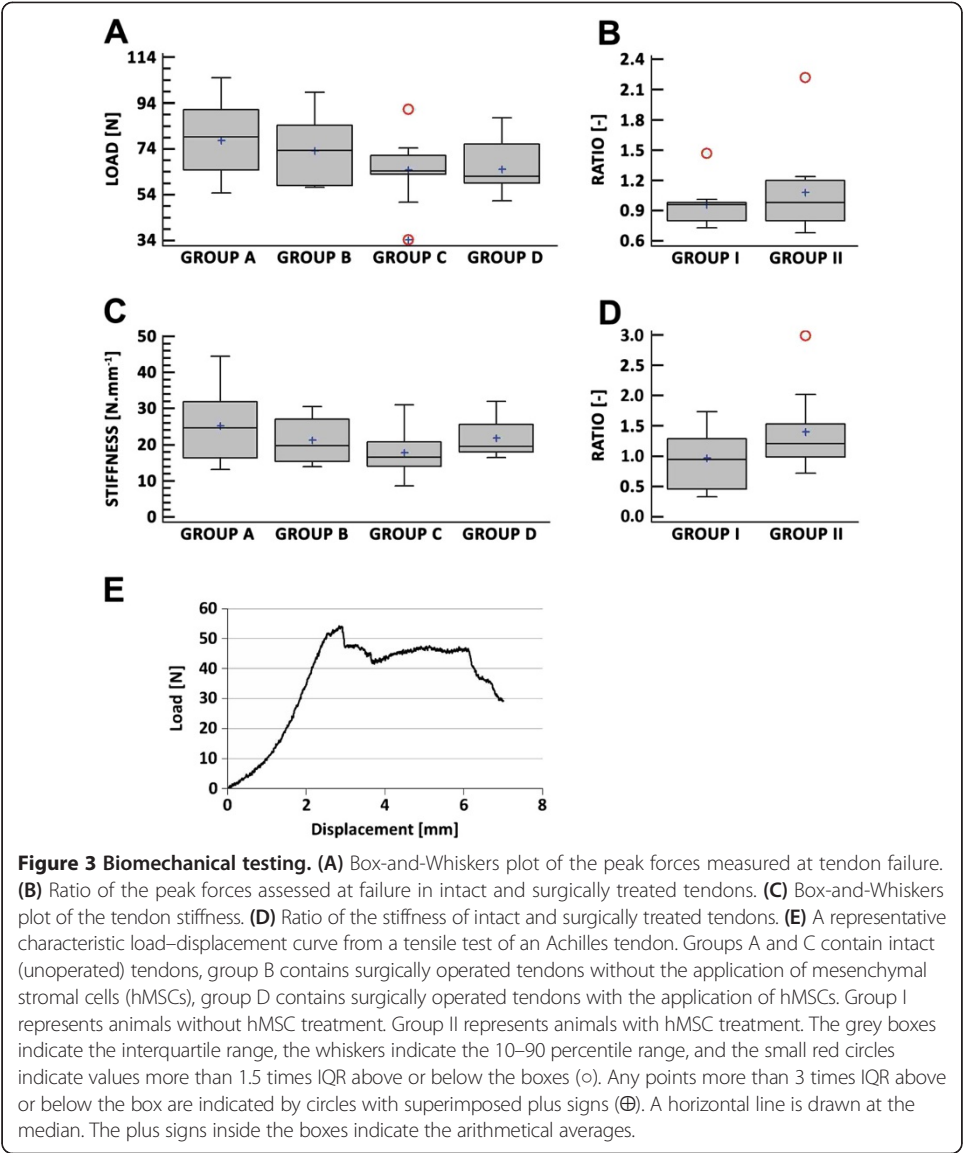 A
B
114
94
74
54
34
LOAD [N]
GROUP A GROUP B GROUP C GROUP D
2.4
2.1
1.8
1.5
1.2
0.9
0.6
RATIO [-]
GROUP I GROUP II
C
D
50
40
30
20
10
0
STIFFNESS [N.mm⁻¹]
GROUP A GROUP B GROUP C GROUP D
3.0
2.5
2.0
1.5
1.0
0.5
0.0
RATIO [-]
GROUP I GROUP II
E
60
50
40
30
20
10
0
Load [N]
0 2 4 6 8
Displacement [mm]
Figure 3 Biomechanical testing. (A) Box-and-Whiskers plot of the peak forces measured at tendon failure.
(B) Ratio of the peak forces assessed at failure in intact and surgically treated tendons. (C) Box-and-Whiskers
plot of the tendon stiffness. (D) Ratio of the stiffness of intact and surgically treated tendons. (E) A representative
characteristic load–displacement curve from a tensile test of an Achilles tendon. Groups A and C contain intact
(unoperated) tendons, group B contains surgically operated tendons without the application of mesenchymal
stromal cells (hMSCs), group D contains surgically operated tendons with the application of hMSCs. Group I
represents animals without hMSC treatment. Group II represents animals with hMSC treatment. The grey boxes
indicate the interquartile range, the whiskers indicate the 10–90 percentile range, and the small red circles
indicate values more than 1.5 times IQR above or below the boxes (○). Any points more than 3 times IQR above
or below the box are indicated by circles with superimposed plus signs (⊕). A horizontal line is drawn at the
median. The plus signs inside the boxes indicate the arithmetical averages.